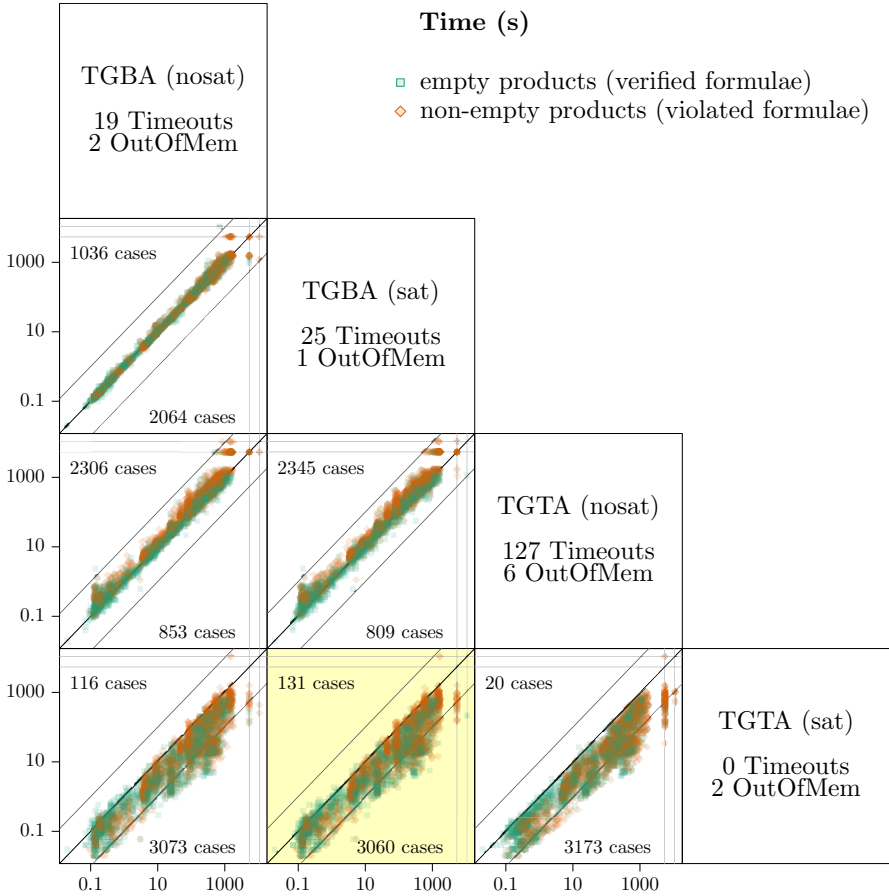 Time (s)
empty products (verified formulae)
non-empty products (violated formulae)
TGBA (nosat)
19 Timeouts
2 OutOfMem
1000
10
0.1
1036 cases
2064 cases
TGBA (sat)
25 Timeouts
1 OutOfMem
1000
10
0.1
2306 cases
853 cases
2345 cases
809 cases
TGTA (nosat)
127 Timeouts
6 OutOfMem
1000
10
0.1
116 cases
3073 cases
131 cases
3060 cases
20 cases
3173 cases
TGTA (sat)
0 Timeouts
2 OutOfMem
0.1 10 1000 0.1 10 1000 0.1 10 1000